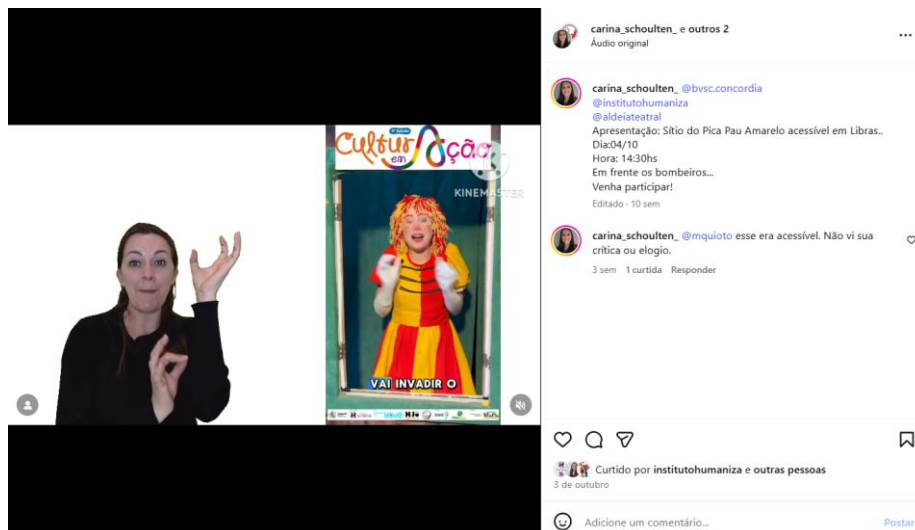 carina_schoulten_ e outros 2
Áudio original
carina_schoulten_ @bvsc.concordia
@institutohumaniza
@aldeiateatral
Apresentação: Sítio do Pica Pau Amarelo acessível em Libras..
Dia:04/10
Hora: 14:30hs
Em frente os bombeiros...
Venha participar!
Editado · 10 sem
carina_schoulten_ @mquioto esse era acessível. Não vi sua
crítica ou elogio.
3 sem 1 curtida Responder
Cultur
em Ação
KINEMASTER
VAI INVADIR O
Curtido por institutohumaniza e outras pessoas
3 de outubro
Adicione um comentário...
Postar